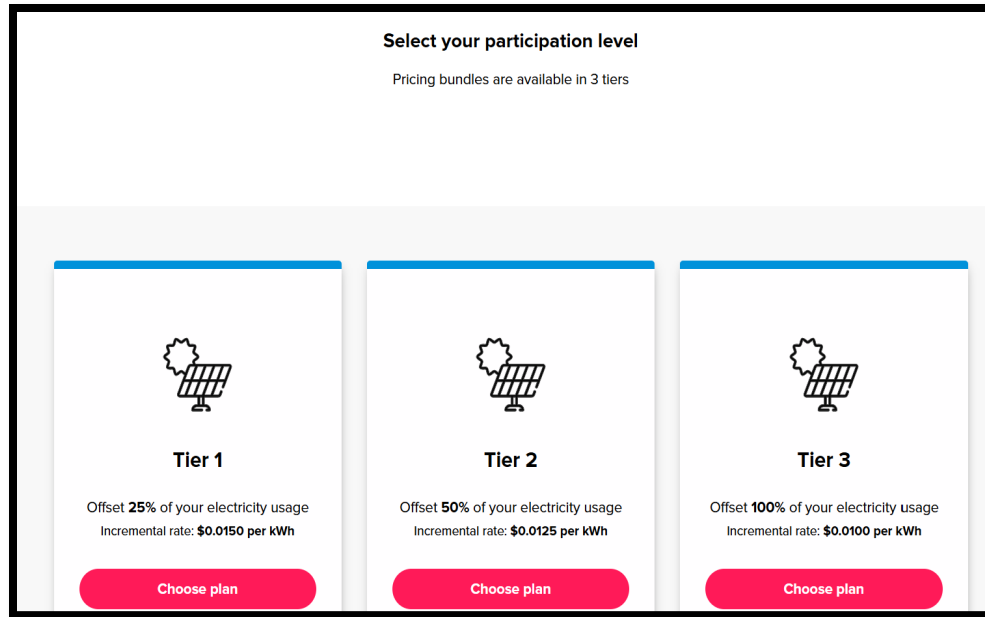 Select your participation level
Pricing bundles are available in 3 tiers
Tier 1
Offset 25% of your electricity usage
Incremental rate: $0.0150 per kWh
Choose plan
Tier 2
Offset 50% of your electricity usage
Incremental rate: $0.0125 per kWh
Choose plan
Tier 3
Offset 100% of your electricity usage
Incremental rate: $0.0100 per kWh
Choose plan